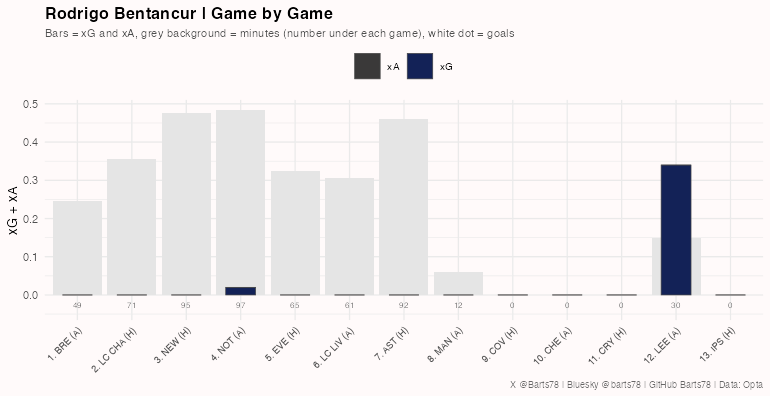 Rodrigo Bentancur | Game by Game
Bars = xG and xA, grey background = minutes (number under each game), white dot = goals
xA xG
xG + xA
0.5
0.4
0.3
0.2
0.1
0.0
49 71 95 97 65 61 92 12 0 0 0 30 0
1. BRE (A)
2. LC CHA (H)
3. NEW (H)
4. NOT (A)
5. EVE (H)
6. LC LIV (A)
7. AST (H)
8. MAN (A)
9. COV (H)
10. CHE (A)
11. CRY (H)
12. LEE (A)
13. IPS (H)
X @Barts78 | Bluesky @barts78 | GitHub Barts78 | Data: Opta